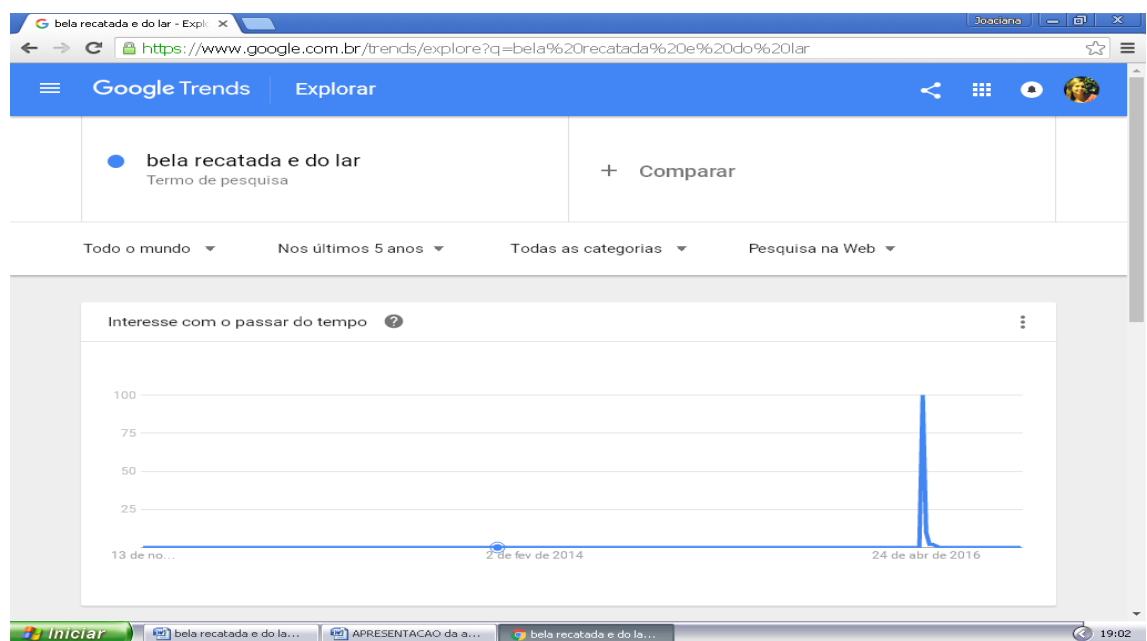 bela recatada e do lar - Explo
Joaciana
https://www.google.com.br/trends/explore?q=bela%20recatada%20e%20do%20lar
Google Trends Explorar
bela recatada e do lar
Termo de pesquisa
+ Comparar
Todo o mundo Nos últimos 5 anos Todas as categorias Pesquisa na Web
Interesse com o passar do tempo
100
75
50
25
13 de no... 2 de fev de 2014 24 de abr de 2016
Iniciar bela recatada e do la... APRESENTACAO da a... bela recatada e do la... 19:02